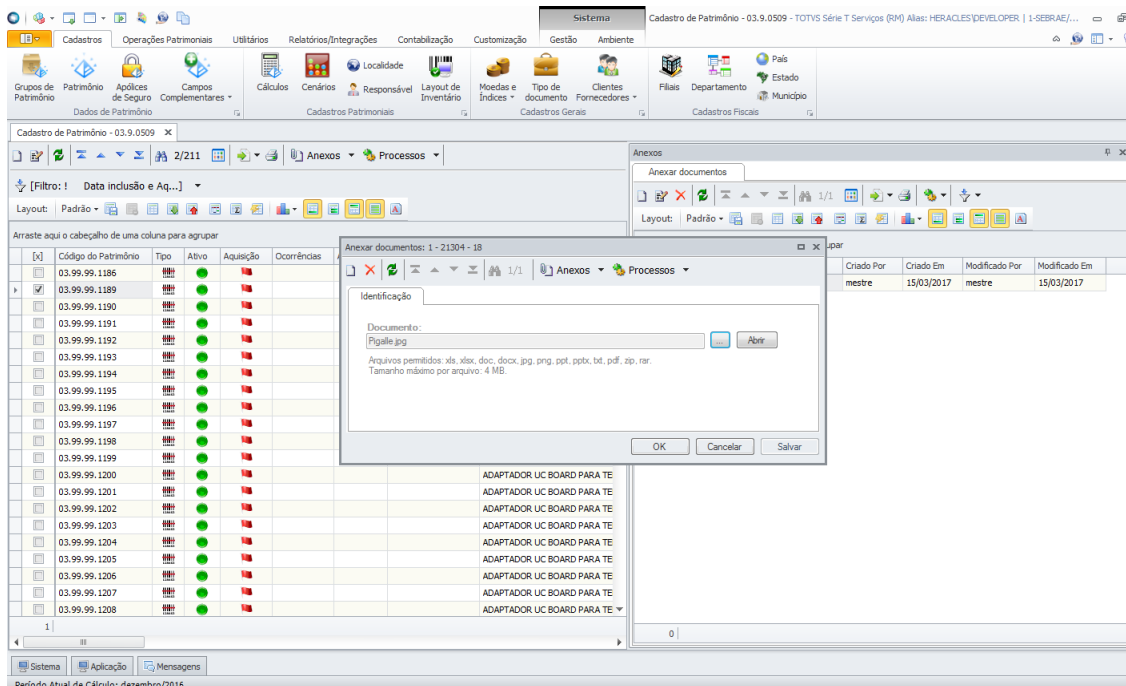 Sistema
Cadastro de Patrimônio - 03.9.0509 - TOTVS Série T Serviços (RM) Alias: HERACLES\DEVELOPER | 1-SEBRAE/...
Cadastros Operações Patrimoniais Utilitários Relatórios/Integrações Contabilização Customização Gestão Ambiente
Grupos de Patrimônio
Patrimônio
Apólices de Seguro
Campos Complementares
Cálculos
Cenários
Localidade
Responsável
Layout de Inventário
Moedas e Índices
Tipo de documento
Clientes Fornecedores
Filiais
Departamento
País
Estado
Município
Dados de Patrimônio
Cadastros Patrimoniais
Cadastros Gerais
Cadastros Fiscais
Cadastro de Patrimônio - 03.9.0509 X
2/211 Anexos Processos
[Filtro: ! Data inclusão e Aq...]
Layout: Padrão
Arraste aqui o cabeçalho de uma coluna para agrupar
[x] Código do Patrimônio Tipo Ativo Aquisição Ocorrências
03.99.99.1186
03.99.99.1189
03.99.99.1190
03.99.99.1191
03.99.99.1192
03.99.99.1193
03.99.99.1194
03.99.99.1195
03.99.99.1196
03.99.99.1197
03.99.99.1198
03.99.99.1199
03.99.99.1200 ADAPTADOR UC BOARD PARA TE
03.99.99.1201 ADAPTADOR UC BOARD PARA TE
03.99.99.1202 ADAPTADOR UC BOARD PARA TE
03.99.99.1203 ADAPTADOR UC BOARD PARA TE
03.99.99.1204 ADAPTADOR UC BOARD PARA TE
03.99.99.1205 ADAPTADOR UC BOARD PARA TE
03.99.99.1206 ADAPTADOR UC BOARD PARA TE
03.99.99.1207 ADAPTADOR UC BOARD PARA TE
03.99.99.1208 ADAPTADOR UC BOARD PARA TE
1
Anexos
Anexar documentos
1/1
Layout: Padrão
upar
Criado Por Criado Em Modificado Por Modificado Em
mestre 15/03/2017 mestre 15/03/2017
0
Anexar documentos: 1 - 21304 - 18
1/1 Anexos Processos
Identificação
Documento:
Pigalle.jpg ... Abrir
Arquivos permitidos: xls, xlsx, doc, docx, jpg, png, ppt, pptx, txt, pdf, zip, rar.
Tamanho máximo por arquivo: 4 MB.
OK Cancelar Salvar
Sistema Aplicação Mensagens
Período Atual de Cálculo: dezembro/2016